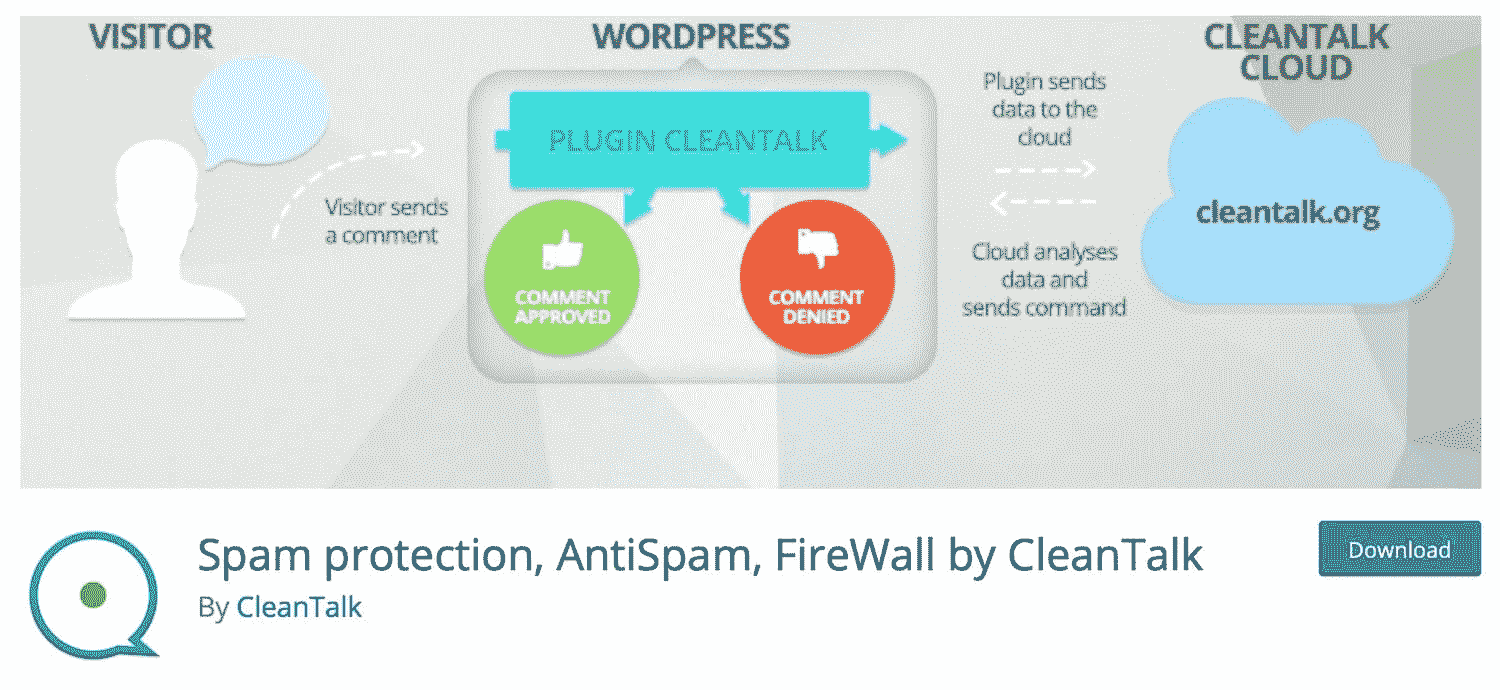 VISITOR
WORDPRESS
CLEANTALK
CLOUD
PLUGIN CLEANTALK
Visitor sends
a comment
COMMENT
APPROVED
COMMENT
DENIED
Plugin sends
data to the
cloud
Cloud analyses
data and
sends command
cleantalk.org
Spam protection, AntiSpam, FireWall by CleanTalk
By CleanTalk
Download